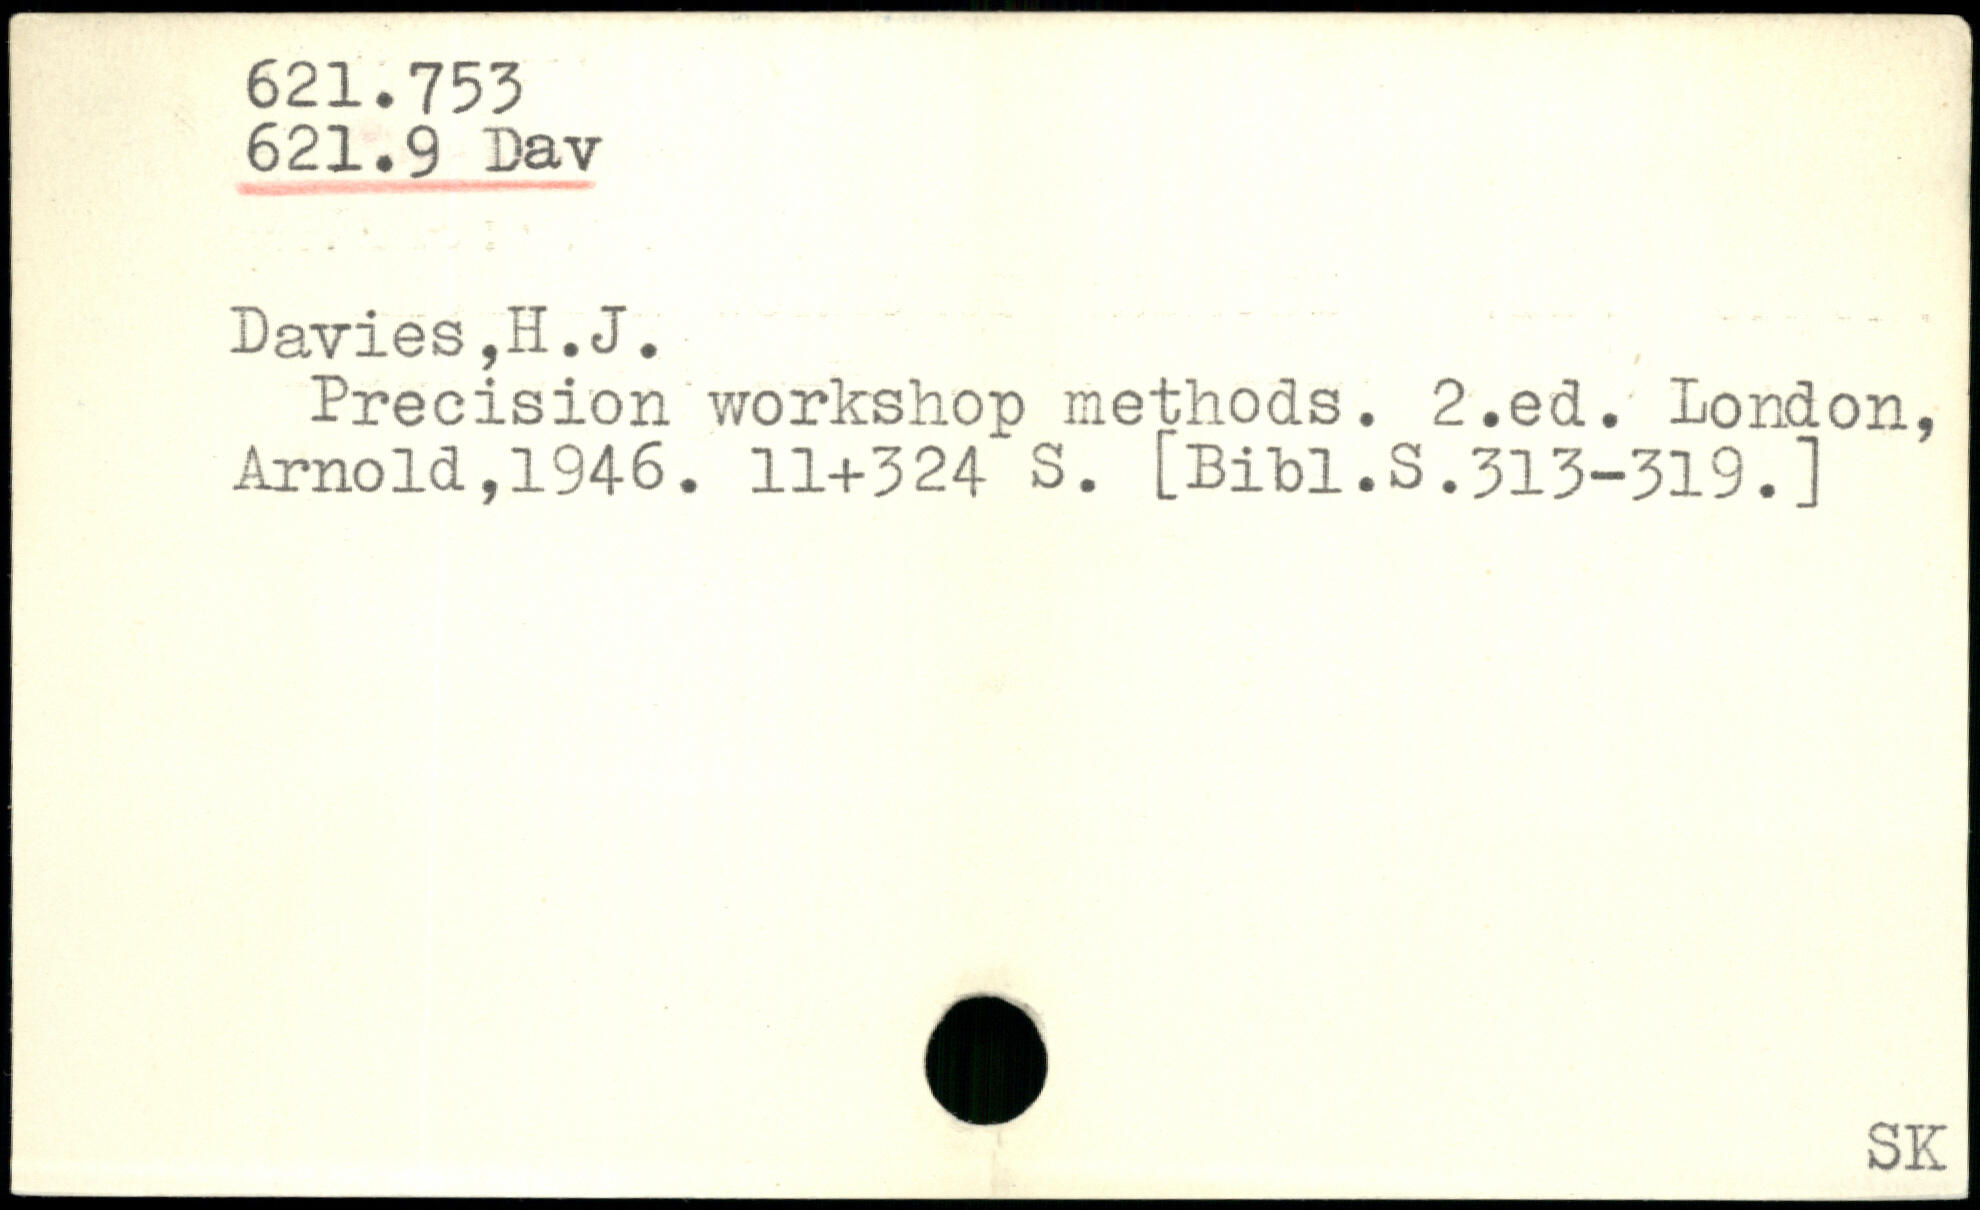 621.753
621.9 Dav
Davies,H.J.
Precision workshop methods. 2.ed. London,
Arnold,1946. 11+324 S. [Bibl.S.313-319.]
SK